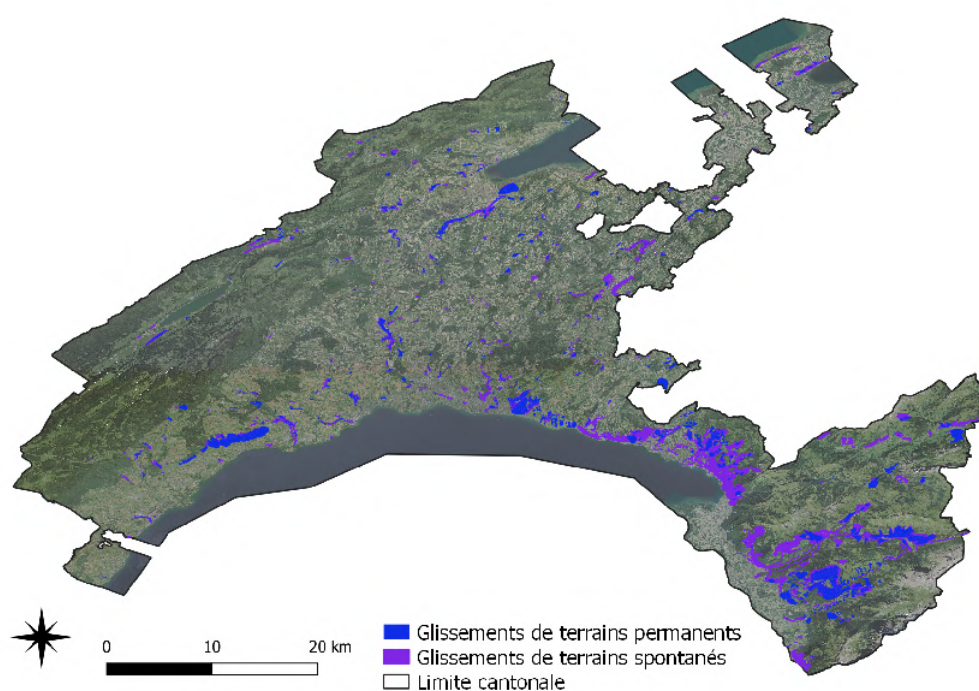 0 10 20 km
Glissements de terrains permanents
Glissements de terrains spontanés
Limite cantonale